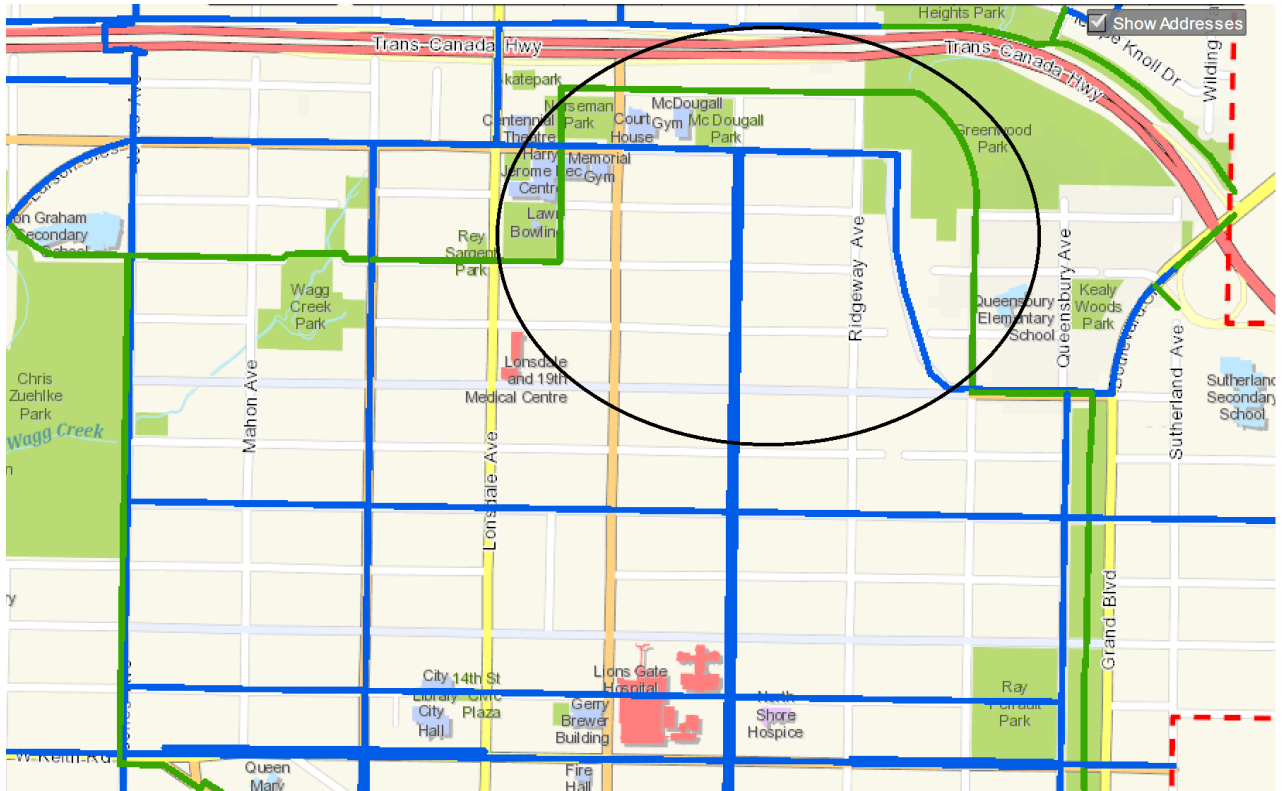 Heights Park
Show Addresses
Trans-Canada Hwy
Trans-Canada Hwy
Knoll Dr
Wilding
katepark
Norseman
Park
McDougall
Gym
Court
House
Mc Dougall
Park
Centennial
Theatre
Harry
Jerome Rec
Centre
Memorial
Gym
Greenwood
Park
Lawn
Bowling
on Graham
Secondary
School
Rey
Sargent
Park
Ridgeway Ave
Queensbury Ave
Wagg
Creek
Park
Queensbury
Elementary
School
Kealy
Woods
Park
Sutherland Ave
Sutherland
Secondary
School
Lonsdale
and 19th
Medical Centre
Chris
Zuehlke
Park
Wagg Creek
Mahon Ave
Lonsdale Ave
Grand Blvd
City
Library
City
Hall
14th St
Civic
Plaza
Lions Gate
Hospital
Gerry
Brewer
Building
North
Shore
Hospice
Ray
Perrault
Park
W Keith Rd
Queen
Mary
Fire
Hall